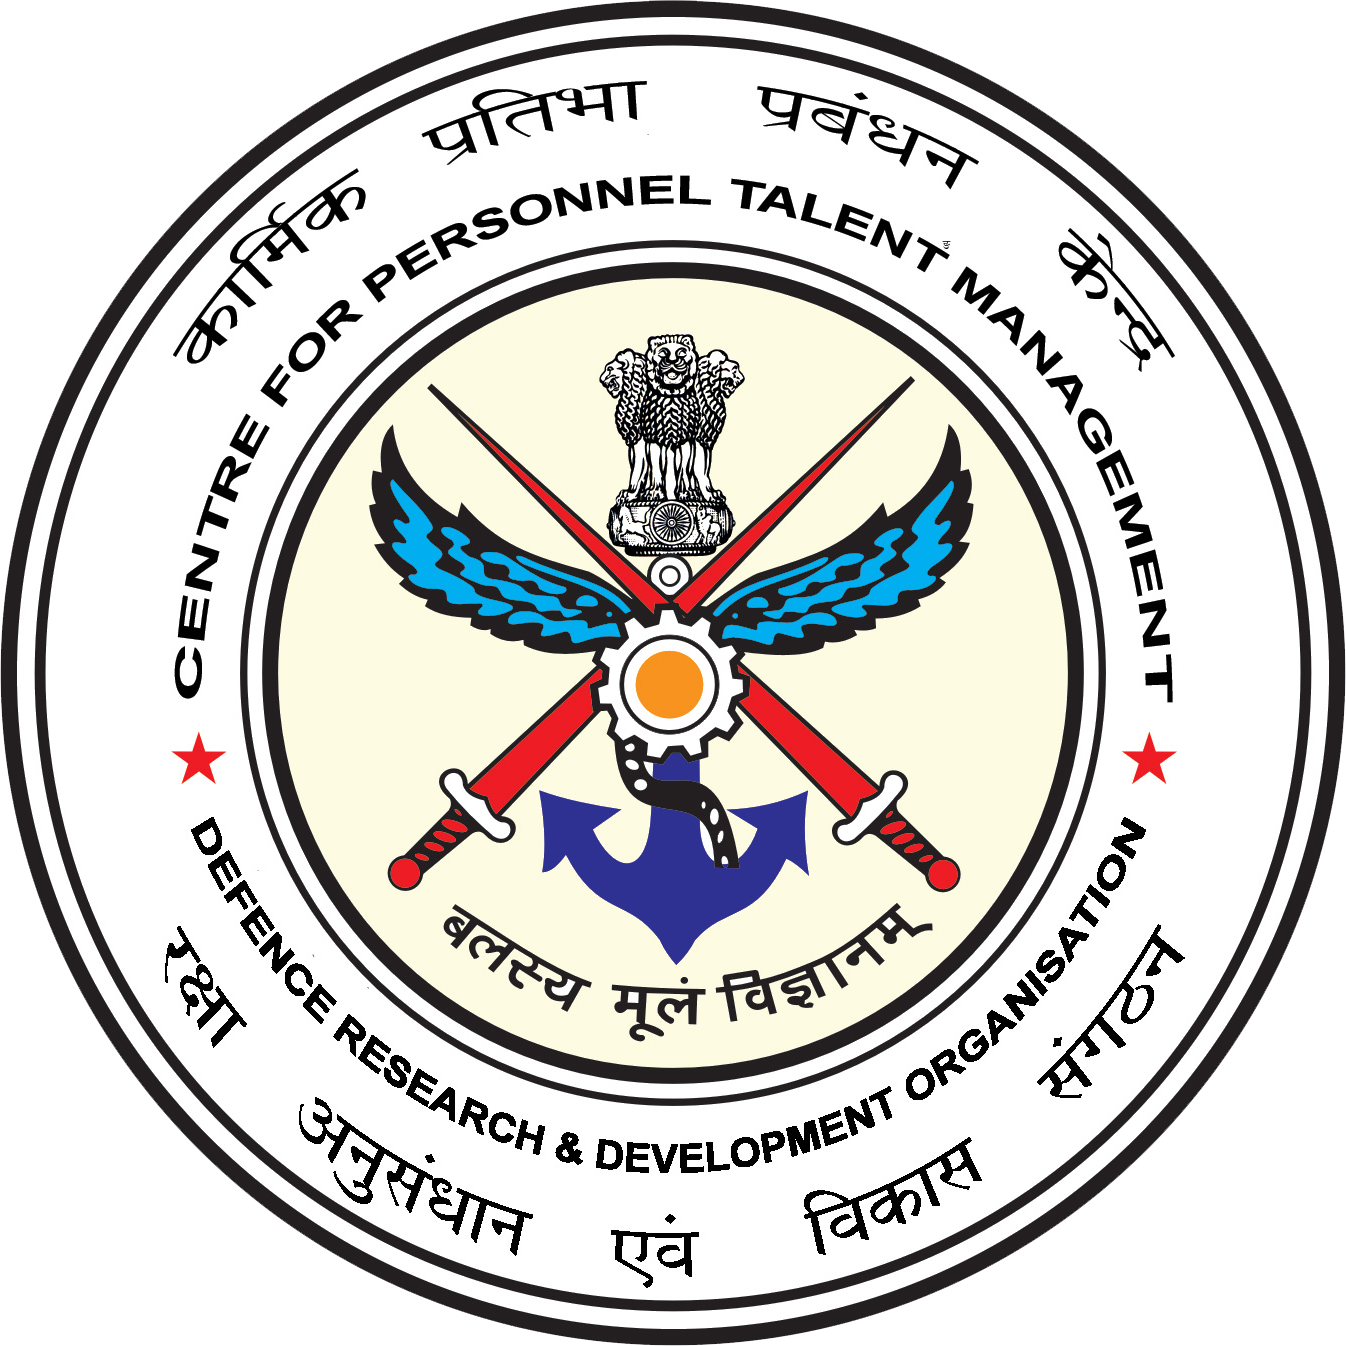 कार्मिक प्रतिभा प्रबंधन केन्द्र
CENTRE FOR PERSONNEL TALENT MANAGEMENT
बलस्य मूलं विज्ञानम्
DEFENCE RESEARCH & DEVELOPMENT ORGANISATION
रक्षा अनुसंधान एवं विकास संगठन